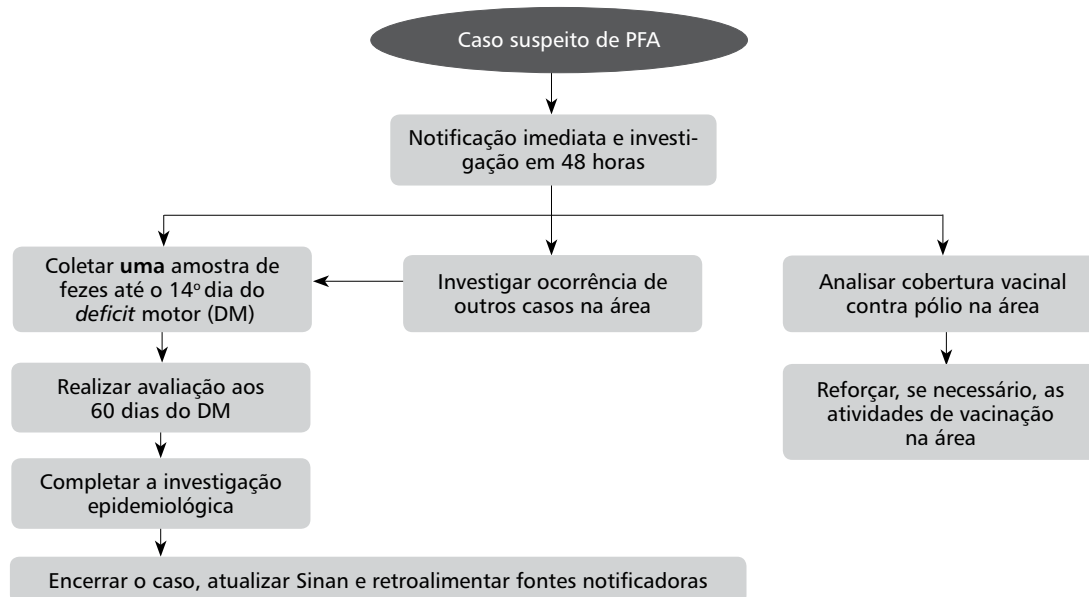 Caso suspeito de PFA
Notificação imediata e investi-
gação em 48 horas
Coletar uma amostra de
fezes até o 14º dia do
deficit motor (DM)
Investigar ocorrência de
outros casos na área
Analisar cobertura vacinal
contra pólio na área
Realizar avaliação aos
60 dias do DM
Reforçar, se necessário, as
atividades de vacinação
na área
Completar a investigação
epidemiológica
Encerrar o caso, atualizar Sinan e retroalimentar fontes notificadoras